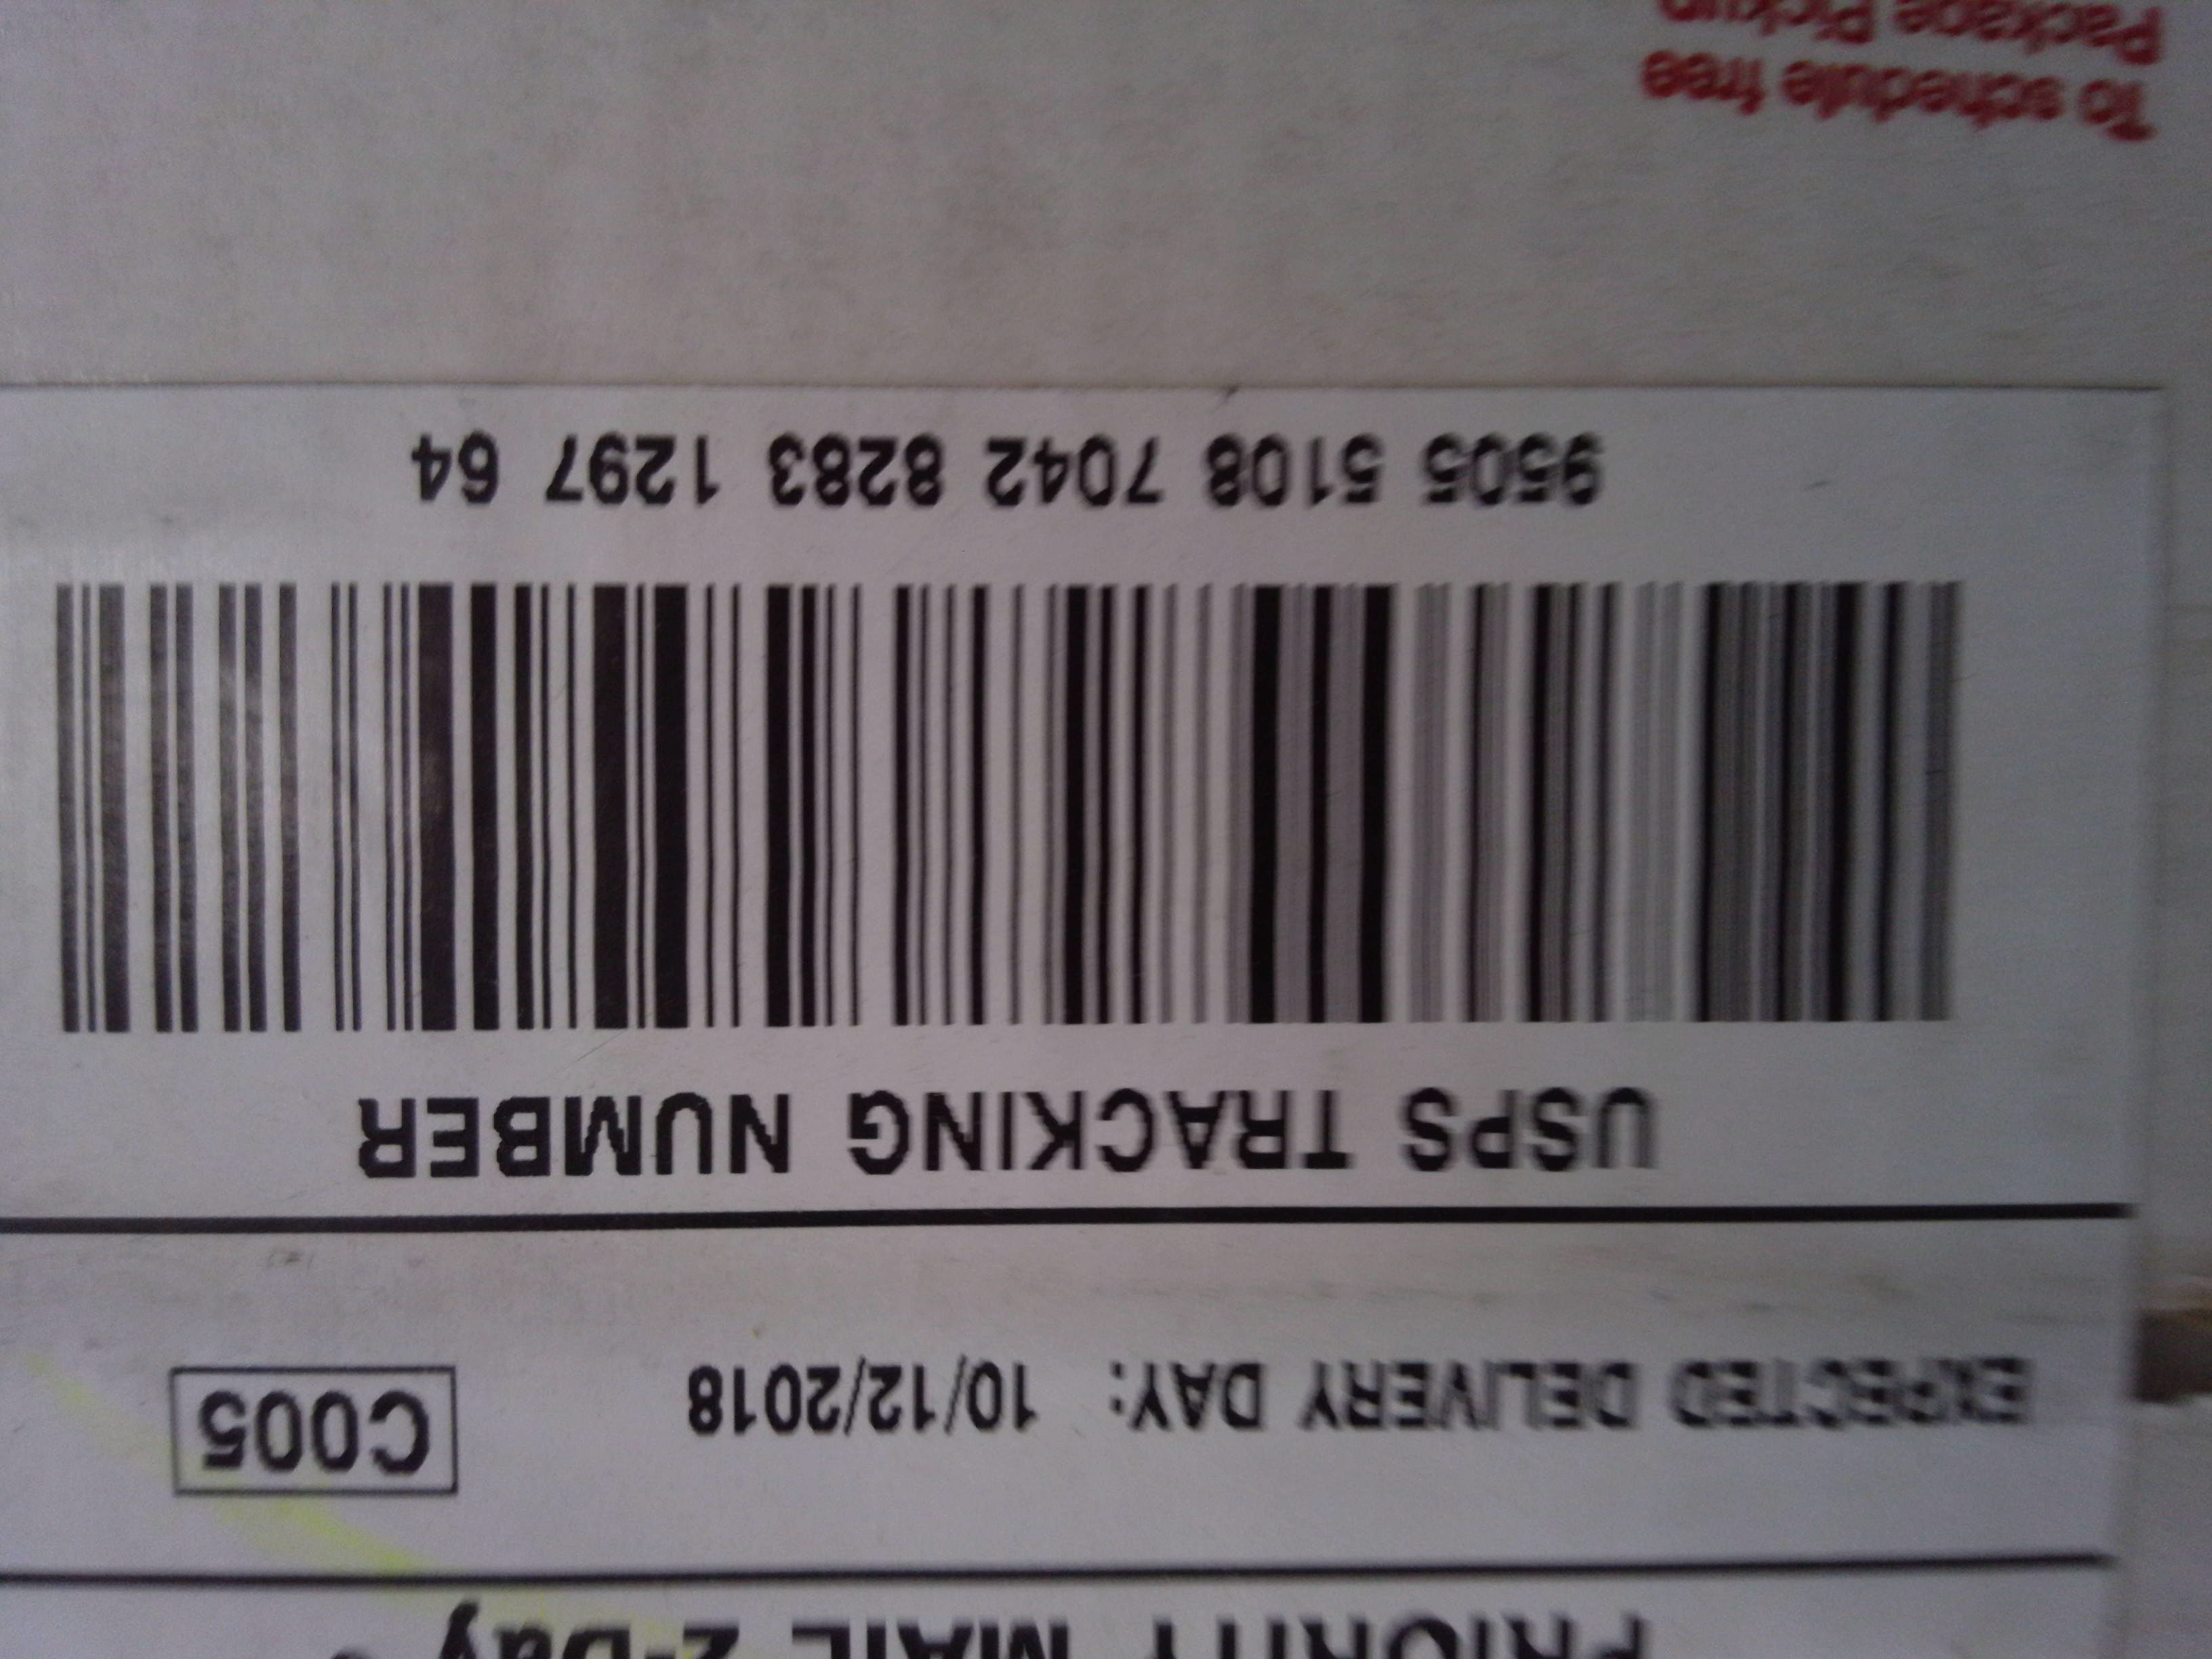 PRIORITY MAIL 2-Day
EXPECTED DELIVERY DAY: 10/12/2018
C005
USPS TRACKING NUMBER
9505 5108 7042 8283 1297 64
To schedule free
Package Pickup